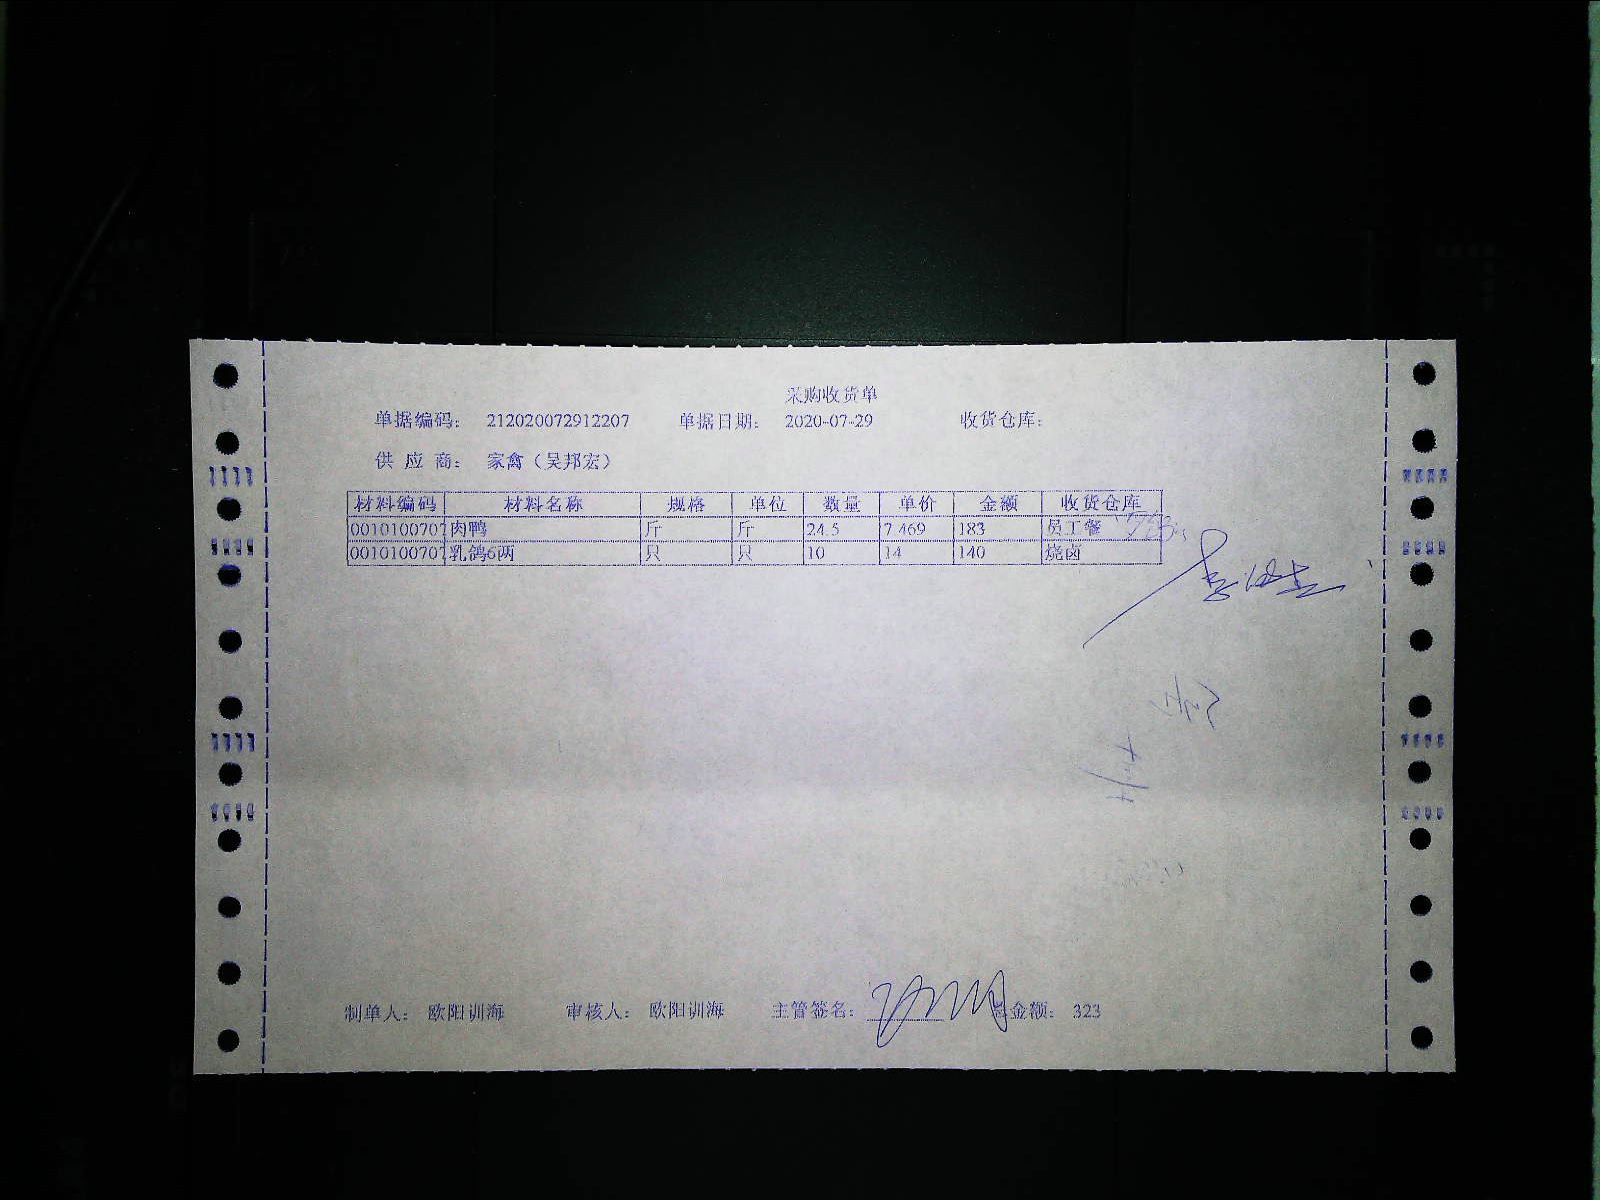 采购收货单
单据编码： 212020072912207 单据日期： 2020-07-29 收货仓库：
供 应 商： 家禽（吴邦宏）
材料编码 材料名称 规格 单位 数量 单价 金额 收货仓库
0010100707 肉鸭 斤 斤 24.5 7.469 183 员工餐
0010100707 乳鸽6两 只 只 10 14 140 烧卤
制单人： 欧阳训海 审核人： 欧阳训海 主管签名： 总金额： 323